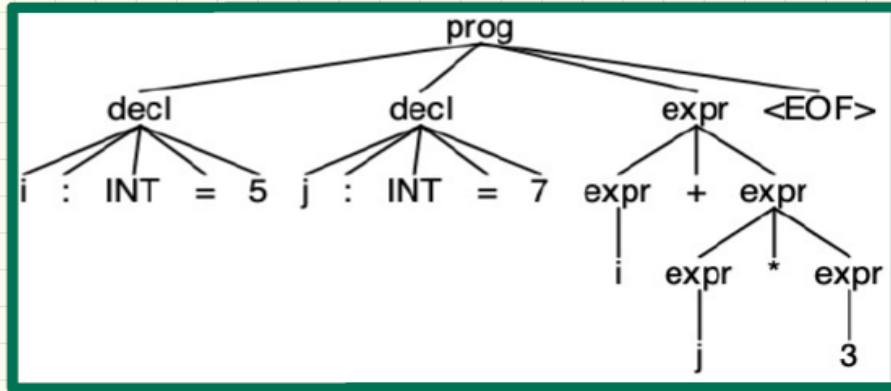 prog
decl decl expr <EOF>
i : INT = 5 j : INT = 7 expr + expr
i expr * expr
j 3